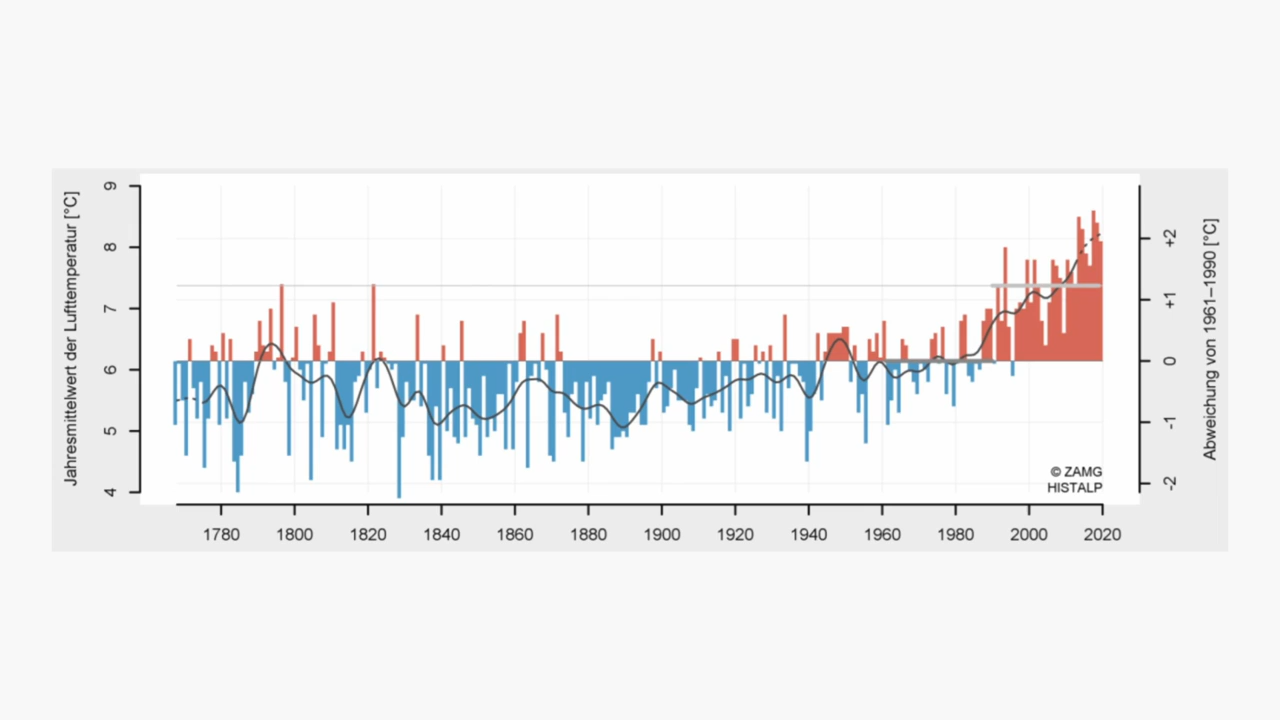 Jahresmittelwert der Lufttemperatur [°C]
9
8
7
6
5
4
+2
+1
0
-1
-2
Abweichung von 1961–1990 [°C]
© ZAMG
HISTALP
1780 1800 1820 1840 1860 1880 1900 1920 1940 1960 1980 2000 2020